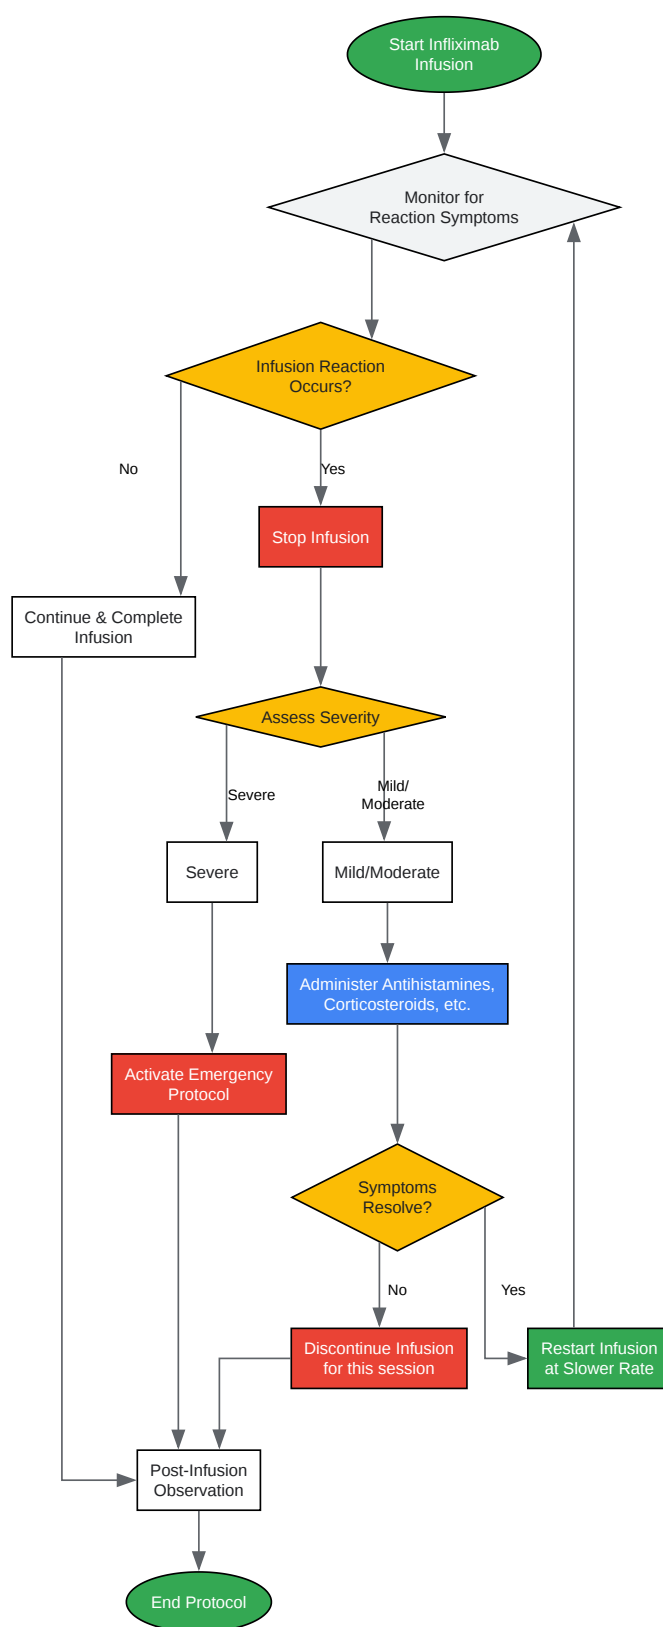 Start Infliximab
Infusion
Monitor for
Reaction Symptoms
Infusion Reaction
Occurs?
No
Yes
Stop Infusion
Continue & Complete
Infusion
Assess Severity
Severe
Mild/
Moderate
Severe
Mild/Moderate
Administer Antihistamines,
Corticosteroids, etc.
Activate Emergency
Protocol
Symptoms
Resolve?
No
Yes
Discontinue Infusion
for this session
Restart Infusion
at Slower Rate
Post-Infusion
Observation
End Protocol